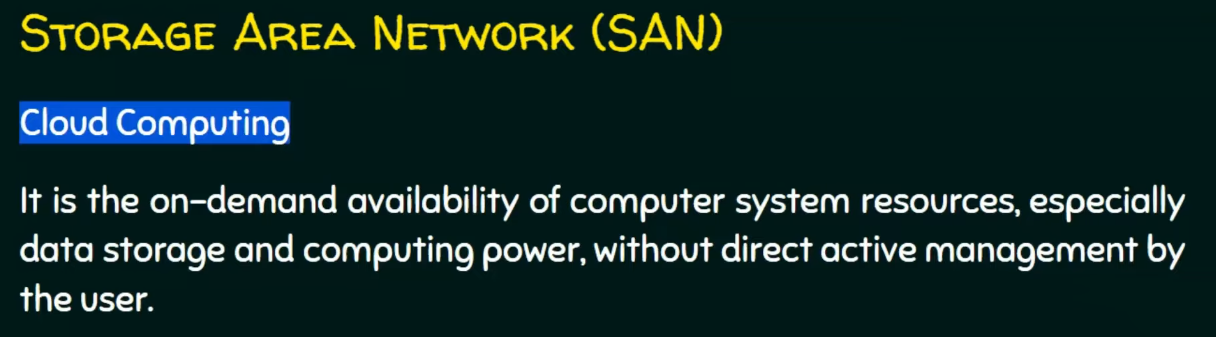 Storage Area Network (SAN)
Cloud Computing
It is the on-demand availability of computer system resources, especially
data storage and computing power, without direct active management by
the user.